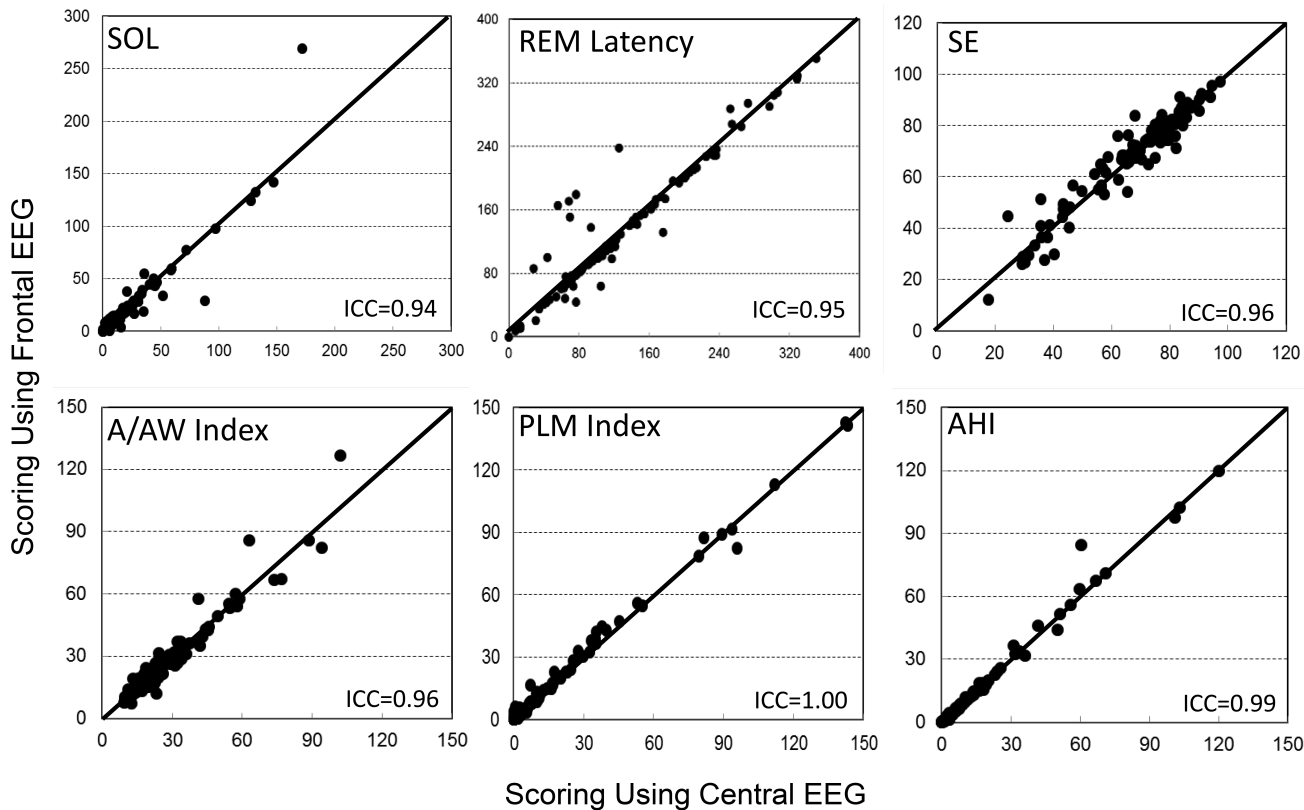 Scoring Using Frontal EEG
SOL
300
250
200
150
100
50
0
0 50 100 150 200 250 300
ICC=0.94
REM Latency
400
320
240
160
80
0
0 80 160 240 320 400
ICC=0.95
SE
120
100
80
60
40
20
0
0 20 40 60 80 100 120
ICC=0.96
A/AW Index
150
120
90
60
30
0
0 30 60 90 120 150
ICC=0.96
PLM Index
150
120
90
60
30
0
0 30 60 90 120 150
ICC=1.00
AHI
150
120
90
60
30
0
0 30 60 90 120 150
ICC=0.99
Scoring Using Central EEG